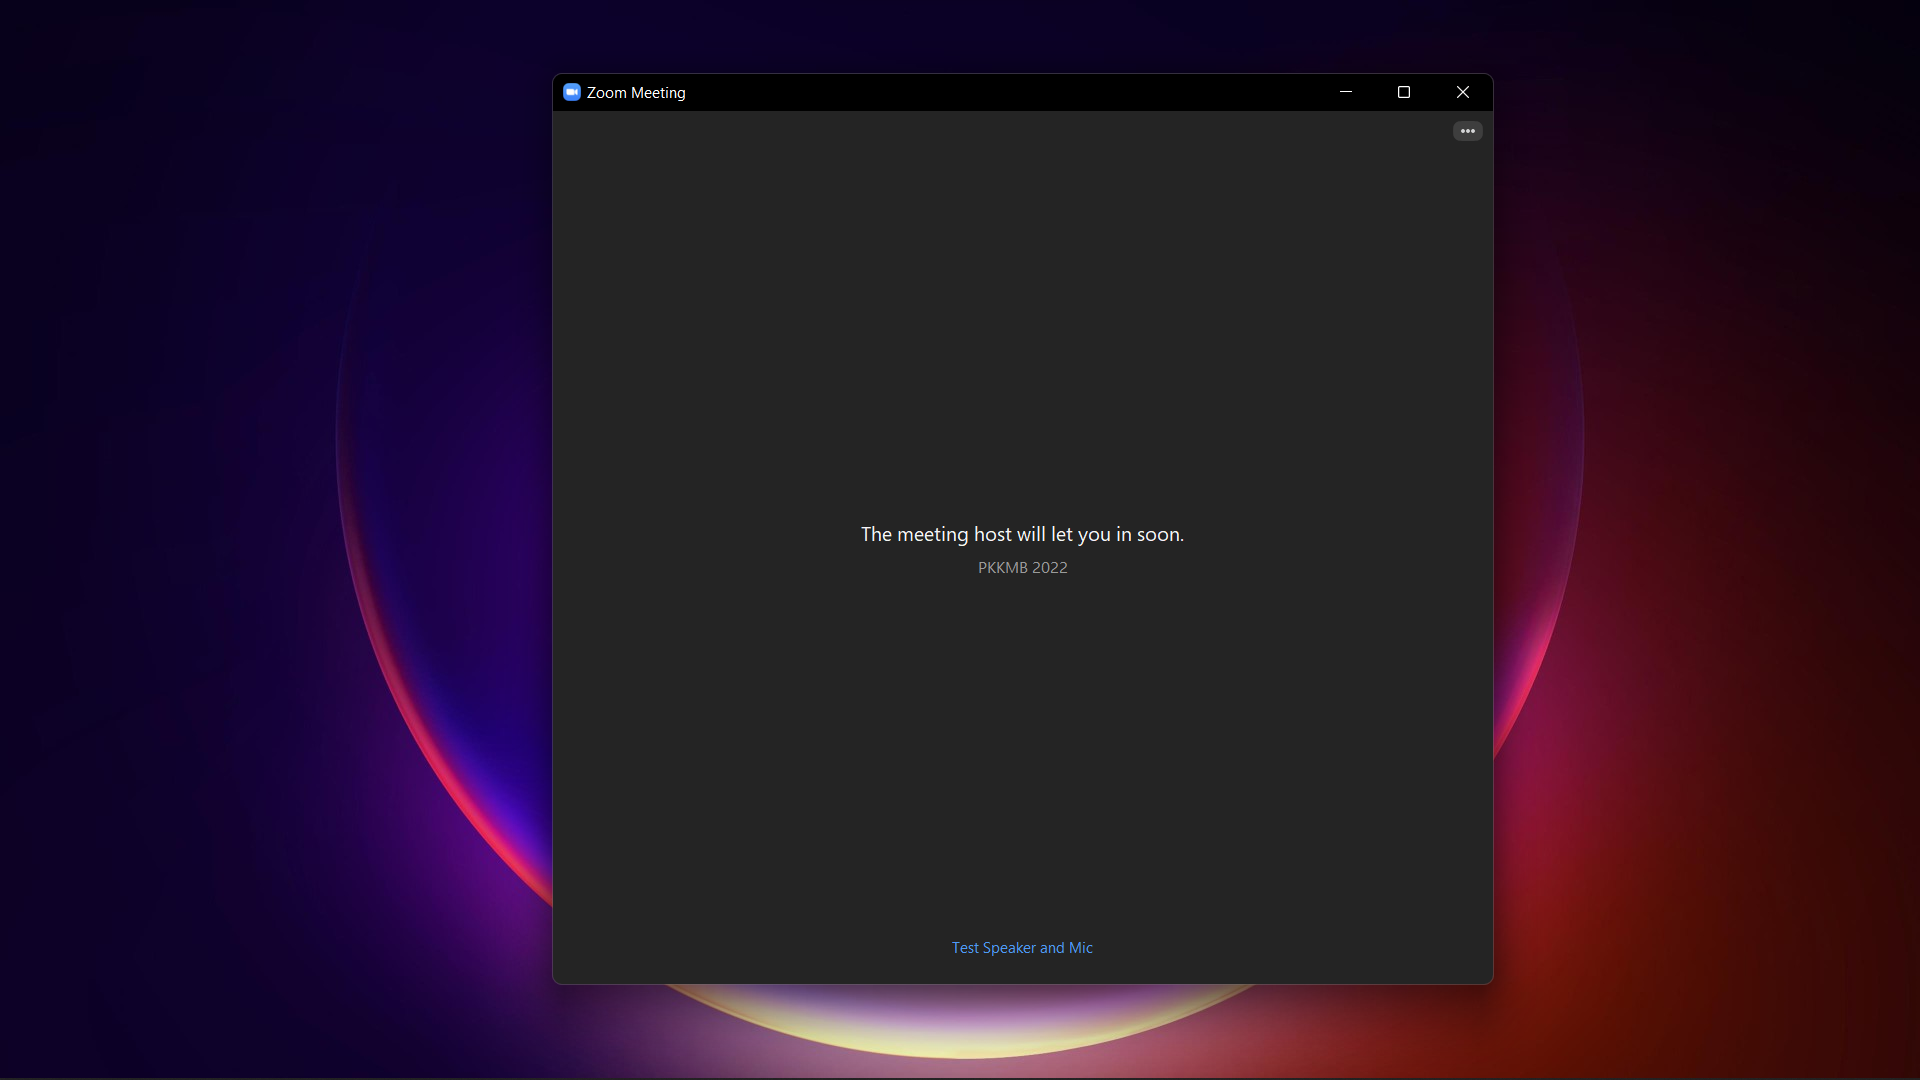 Zoom Meeting
The meeting host will let you in soon.
PKKMB 2022
Test Speaker and Mic